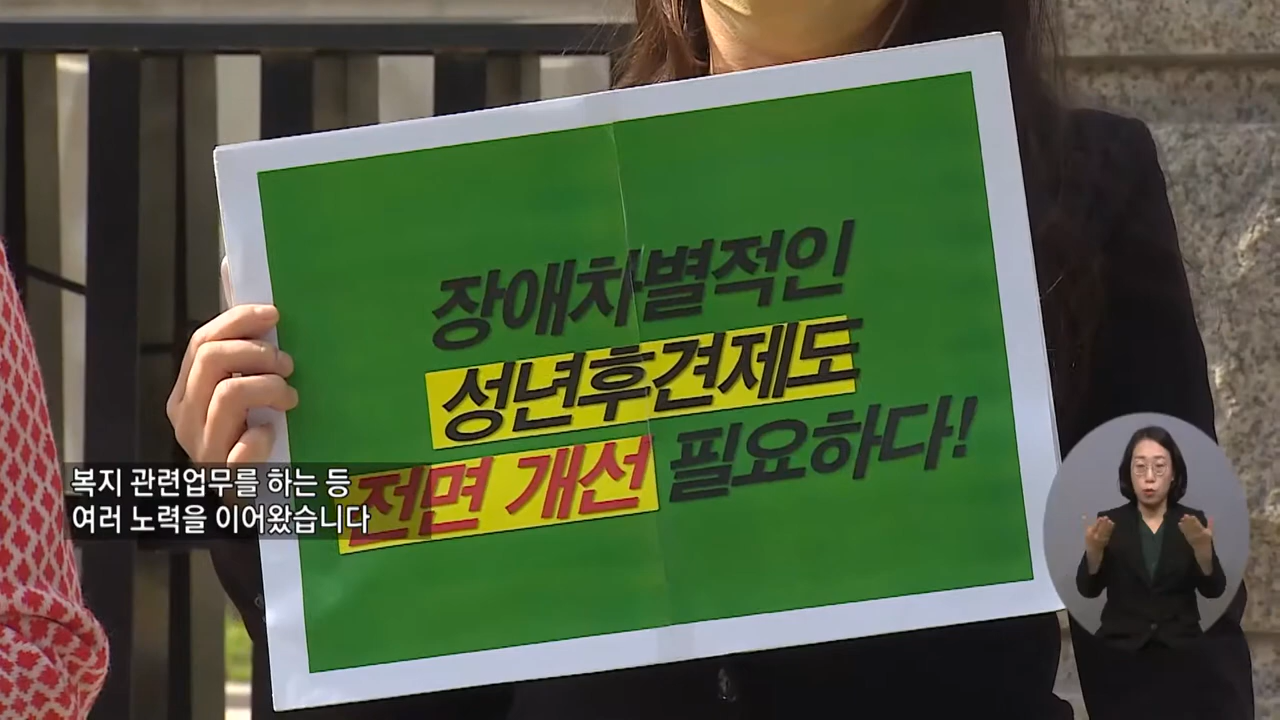 장애차별적인
성년후견제도
전면 개선 필요하다!
복지 관련업무를 하는 등
여러 노력을 이어왔습니다